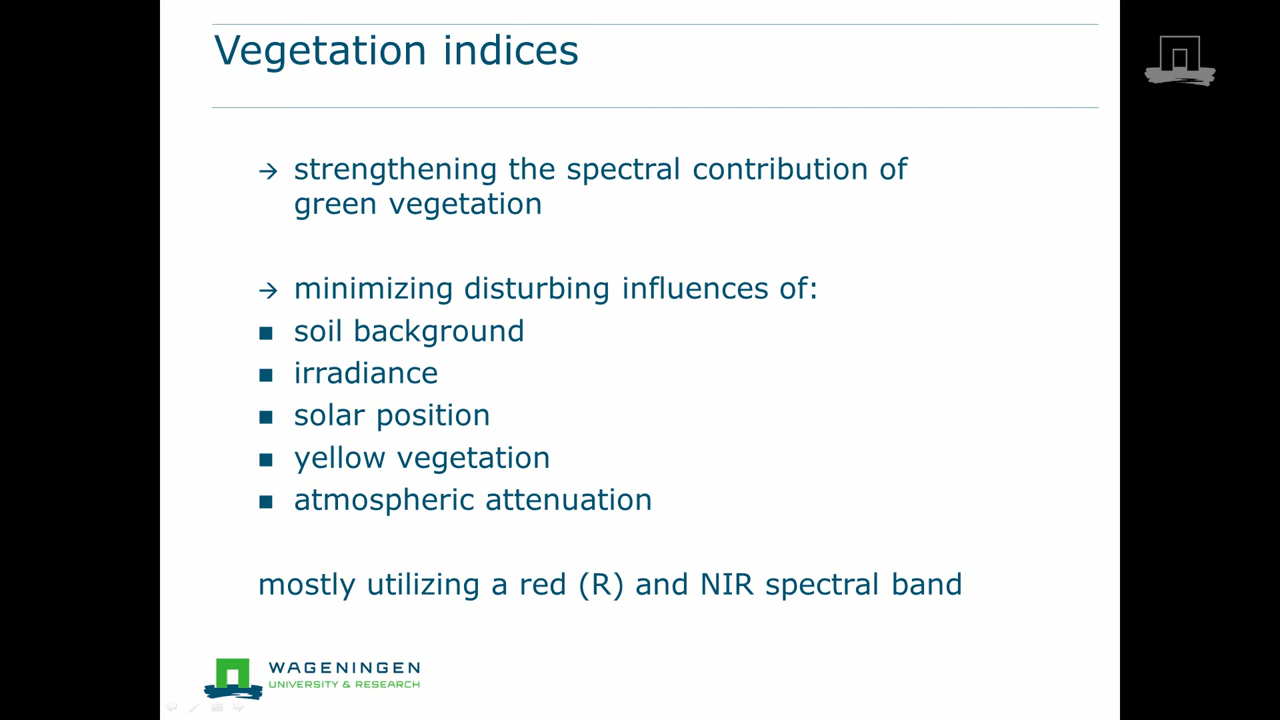 Vegetation indices
→ strengthening the spectral contribution of
green vegetation
→ minimizing disturbing influences of:
■ soil background
■ irradiance
■ solar position
■ yellow vegetation
■ atmospheric attenuation
mostly utilizing a red (R) and NIR spectral band
WAGENINGEN
UNIVERSITY & RESEARCH